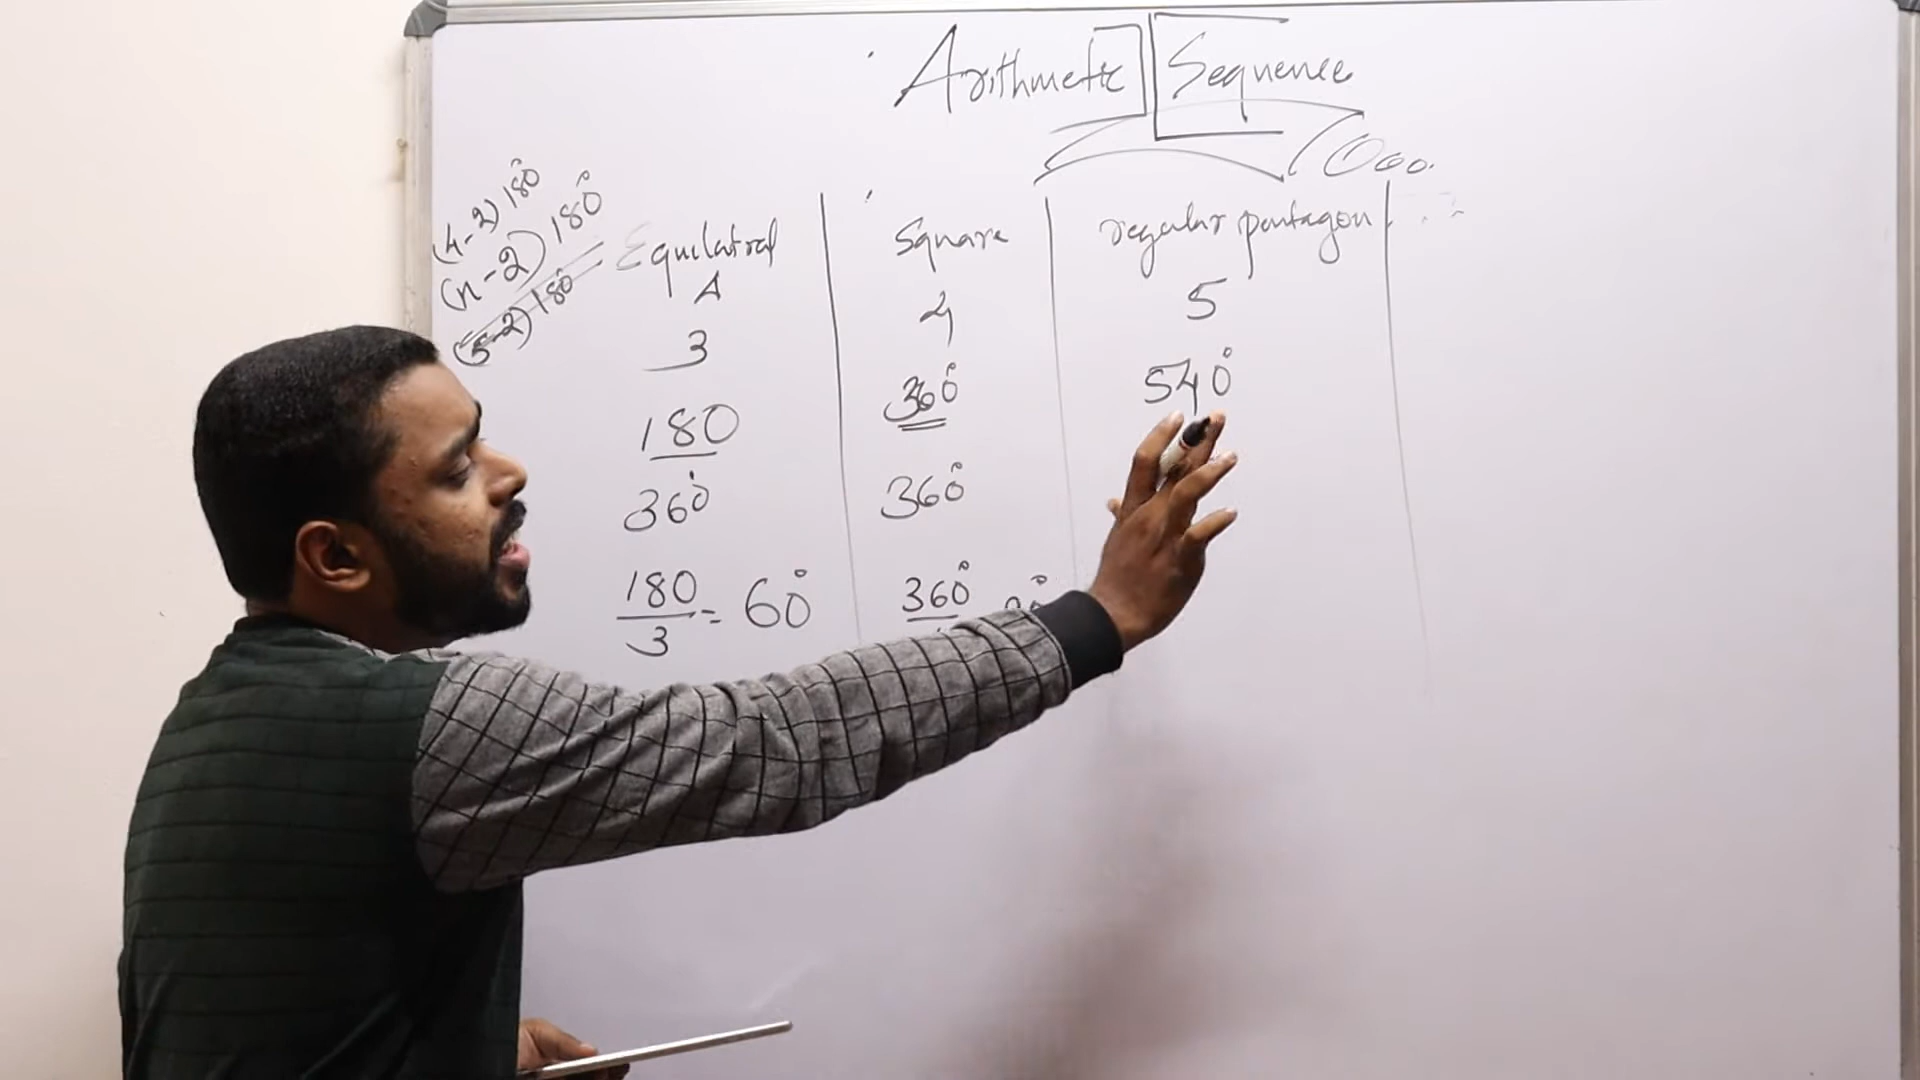 Arithmetic Sequence
(4-2) 180°
(n-2) 180°
(5-2) 180°
Equilatral
3
180
360°
180/3 = 60°
Square
4
360°
360°
360°
regular pentagon
5
540°